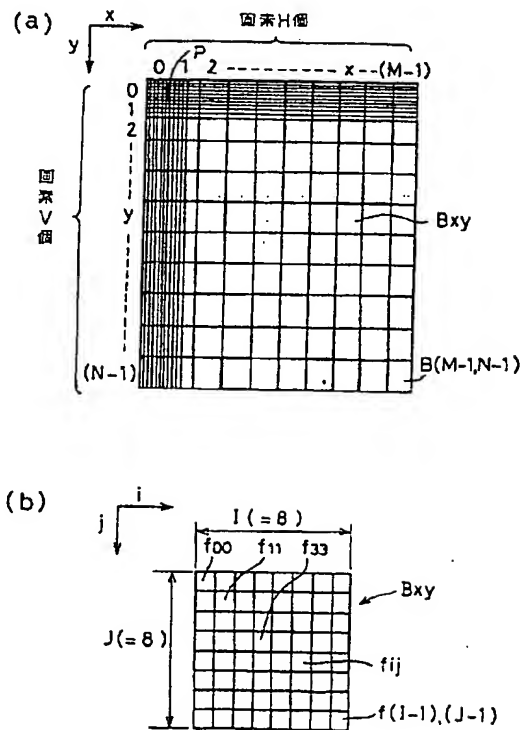 (a)
x
y
画素H個
P
0 1 2 ---------- x --(M-1)
0
1
2
y
(N-1)
画素V個
Bxy
B(M-1,N-1)
(b)
i
j
I(=8)
f00 f11 f33
J(=8)
Bxy
fij
f(I-1),(J-1)